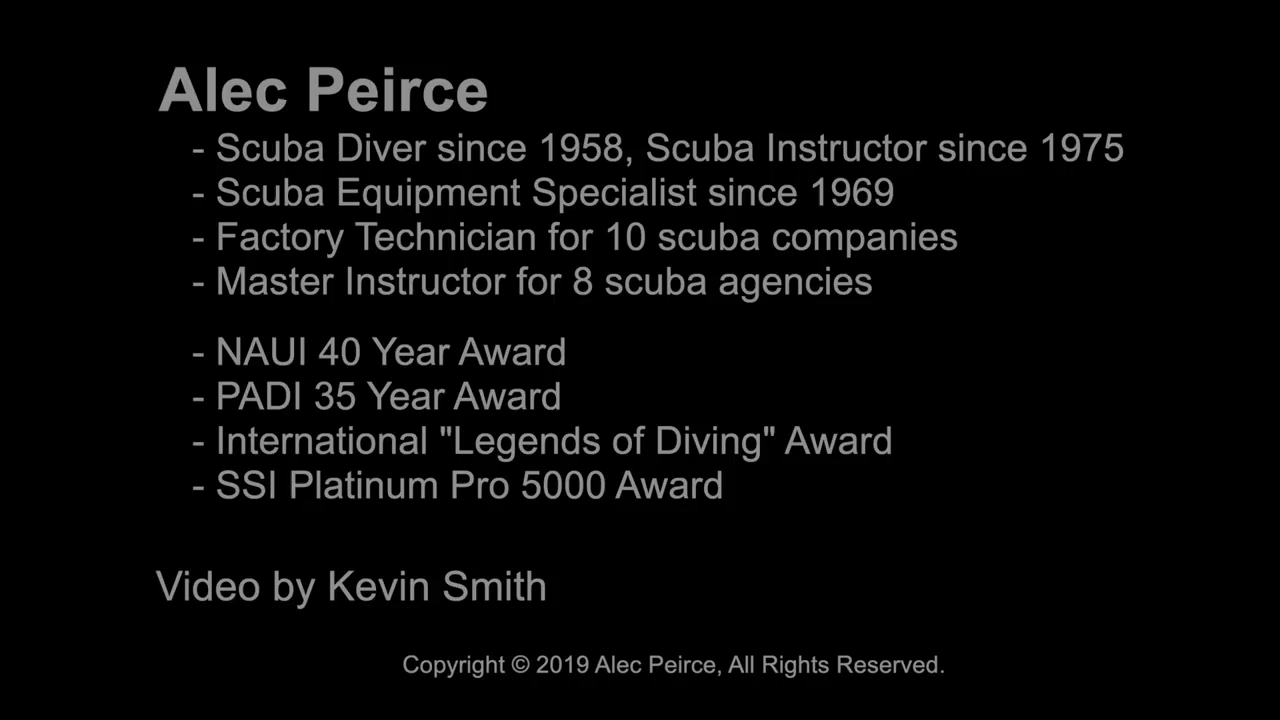 Alec Peirce
- Scuba Diver since 1958, Scuba Instructor since 1975
- Scuba Equipment Specialist since 1969
- Factory Technician for 10 scuba companies
- Master Instructor for 8 scuba agencies
- NAUI 40 Year Award
- PADI 35 Year Award
- International "Legends of Diving" Award
- SSI Platinum Pro 5000 Award
Video by Kevin Smith
Copyright © 2019 Alec Peirce, All Rights Reserved.